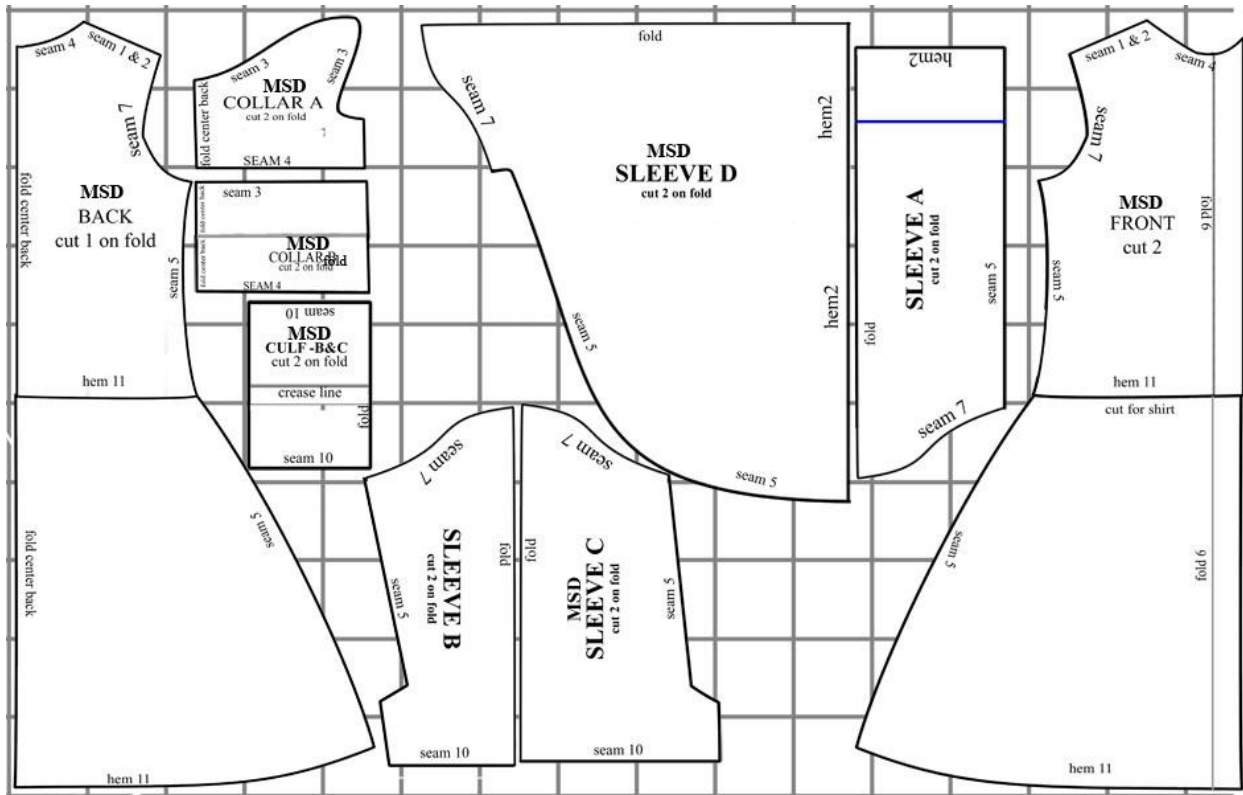 seam 4
seam 1 & 2
seam 7
fold center back
MSD
BACK
cut 1 on fold
seam 5
hem 11
fold center back
seam 5
hem 11
seam 3
seam 3
fold center back
MSD
COLLAR A
cut 2 on fold
SEAM 4
seam 3
fold center back
fold center back
MSD
cut 2 on fold
fold
SEAM 4
seam 10
MSD
CULF -B&C
cut 2 on fold
crease line
fold
seam 10
seam 7
SLEEVE B
cut 2 on fold
fold
seam 5
seam 10
seam 7
fold
MSD
SLEEVE C
cut 2 on fold
seam 5
seam 10
fold
seam 7
MSD
SLEEVE D
cut 2 on fold
hem2
hem2
seam 5
seam 5
hem2
SLEEVE A
cut 2 on fold
seam 5
fold
seam 7
seam 1 & 2
seam 4
seam 7
MSD
FRONT
cut 2
fold 6
seam 5
hem 11
cut for shirt
seam 5
fold 6
hem 11